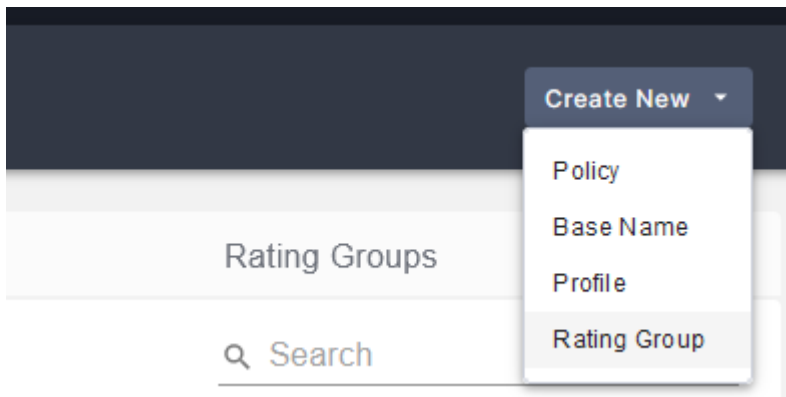 Create New
Policy
Base Name
Profile
Rating Group
Rating Groups
Search